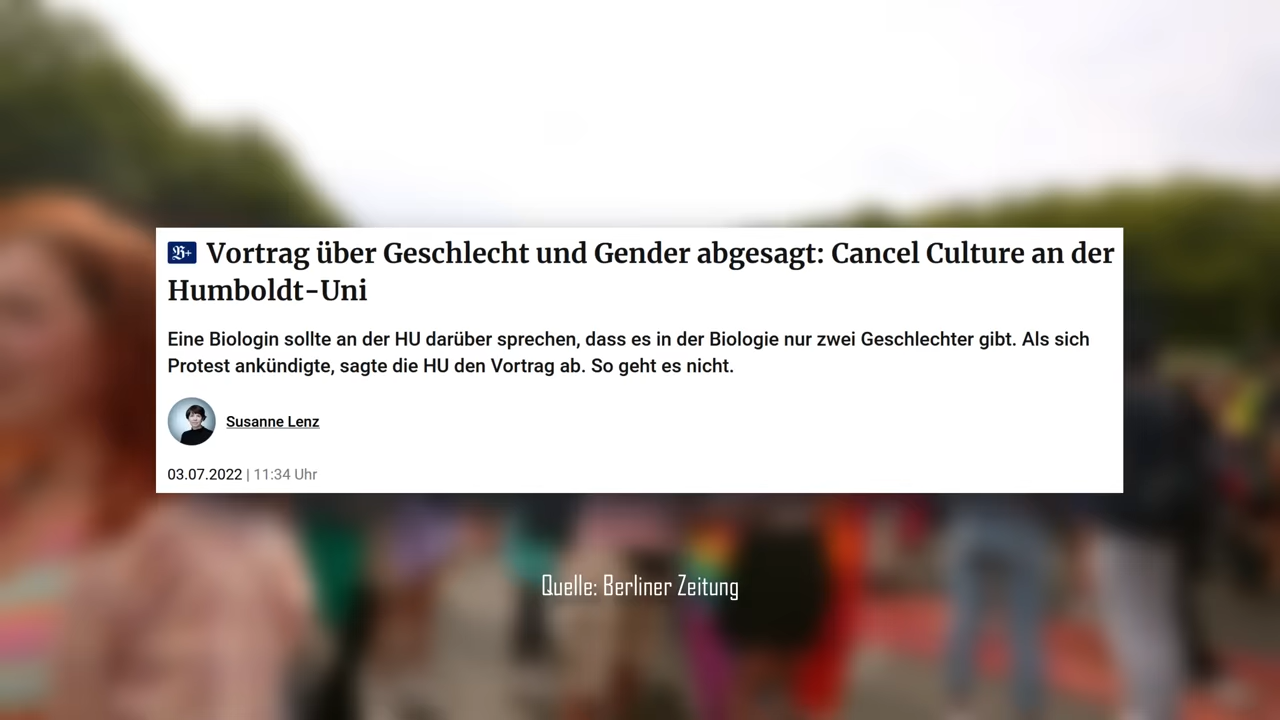 B+ Vortrag über Geschlecht und Gender abgesagt: Cancel Culture an der
Humboldt-Uni
Eine Biologin sollte an der HU darüber sprechen, dass es in der Biologie nur zwei Geschlechter gibt. Als sich
Protest ankündigte, sagte die HU den Vortrag ab. So geht es nicht.
Susanne Lenz
03.07.2022 | 11:34 Uhr
Quelle: Berliner Zeitung